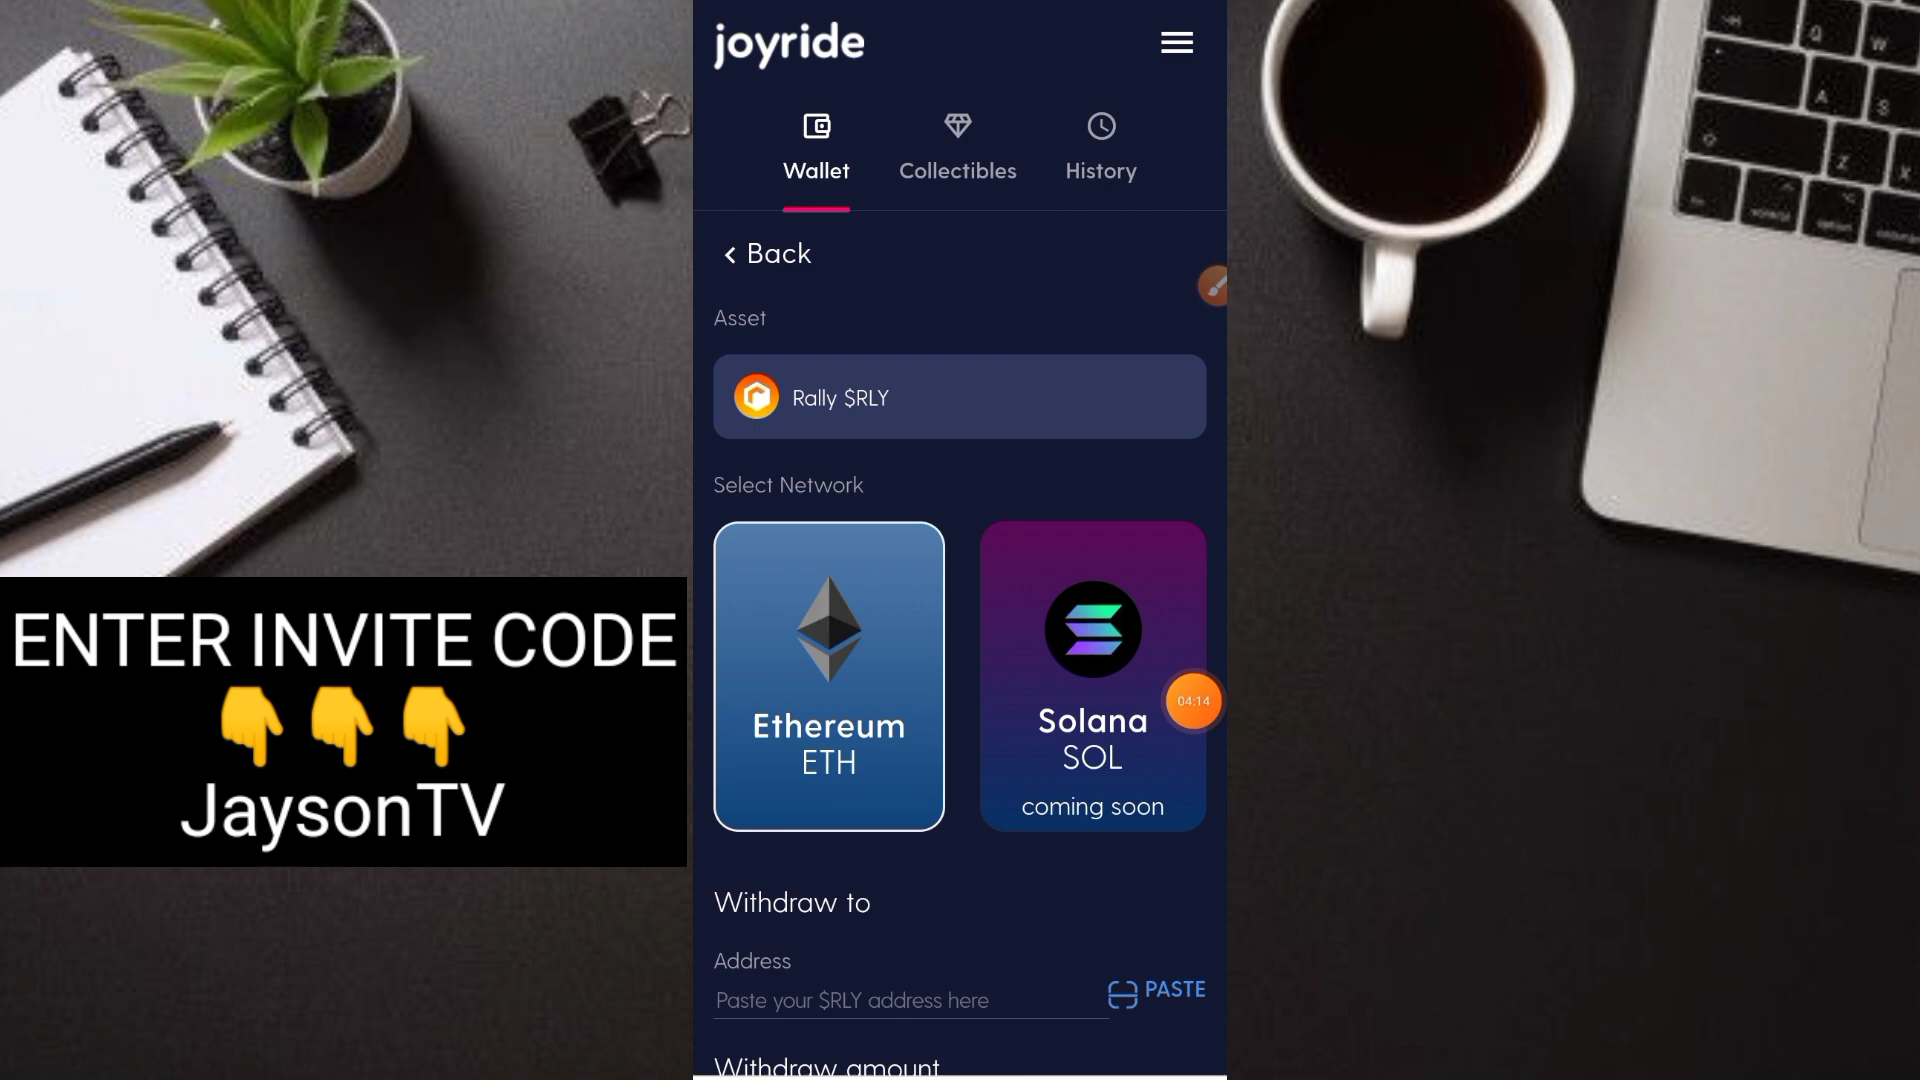 joyride
Wallet
Collectibles
History
Back
Asset
Rally $RLY
Select Network
Ethereum
ETH
Solana
SOL
coming soon
04:14
Withdraw to
Address
Paste your $RLY address here
PASTE
Withdraw amount
ENTER INVITE CODE
👇👇👇
JaysonTV
Q
W
A
S
Z
X